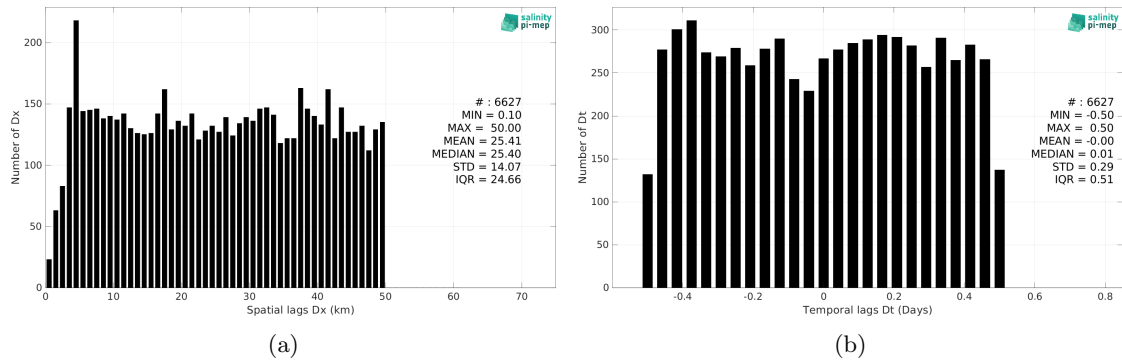 salinity
pi-mep
200
150
100
50
0
Number of Dx
# : 6627
MIN = 0.10
MAX = 50.00
MEAN = 25.41
MEDIAN = 25.40
STD = 14.07
IQR = 24.66
0 10 20 30 40 50 60 70
Spatial lags Dx (km)
(a)
salinity
pi-mep
300
250
200
150
100
50
0
Number of Dt
# : 6627
MIN = -0.50
MAX = 0.50
MEAN = -0.00
MEDIAN = 0.01
STD = 0.29
IQR = 0.51
-0.4 -0.2 0 0.2 0.4 0.6 0.8
Temporal lags Dt (Days)
(b)